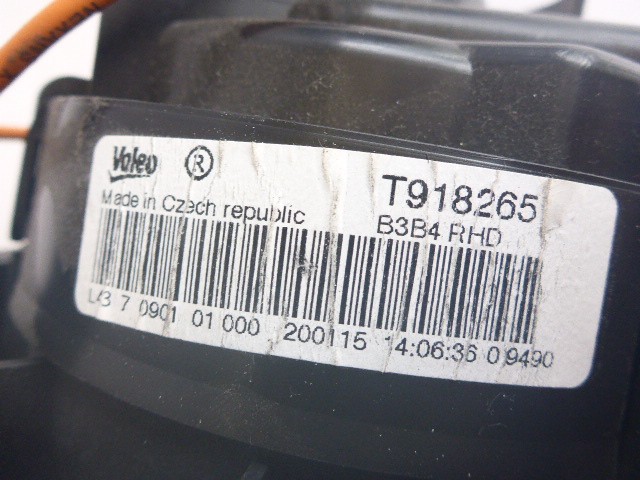 Valeo ®
T918265
Made in Czech republic
B3B4 RHD
7 0901 01 000 200115 14:06:36 09490